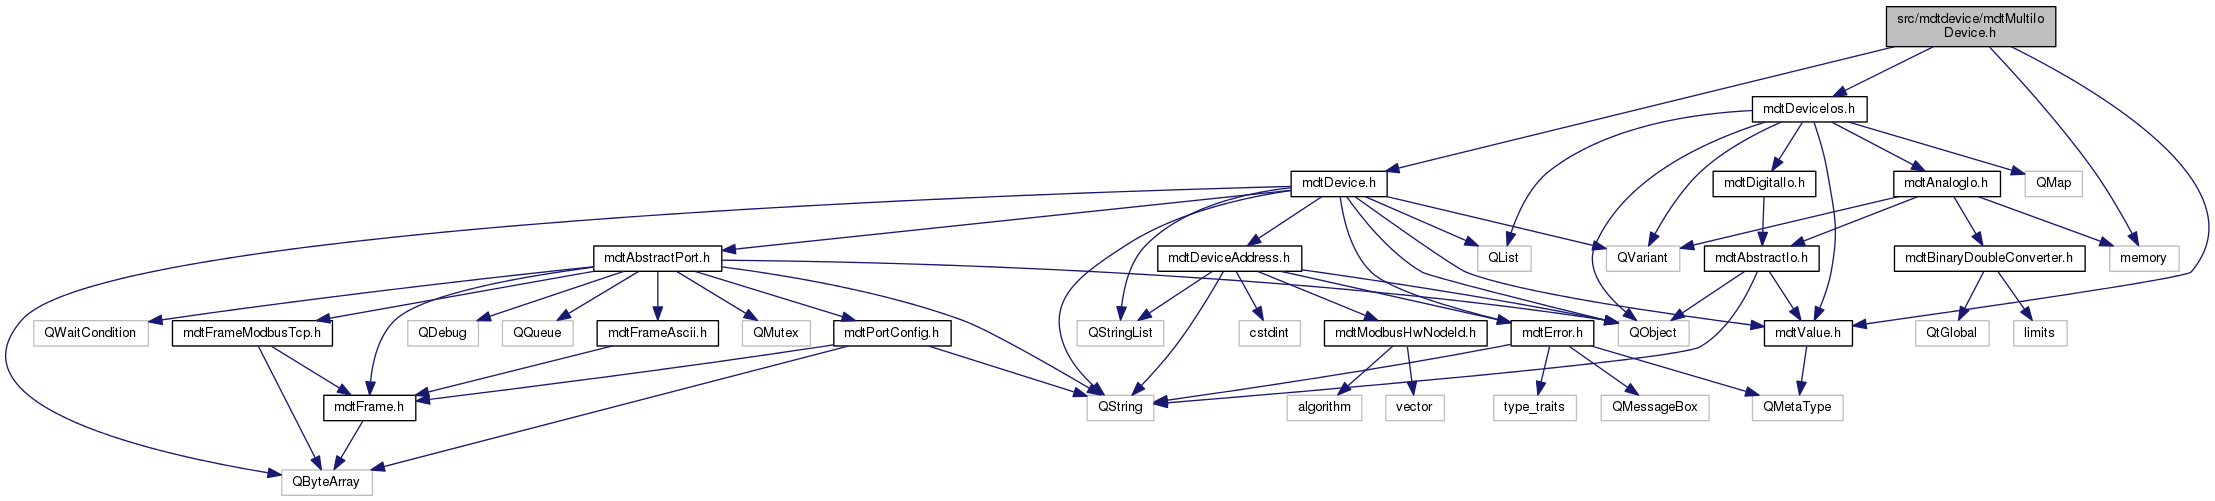 src/mdtdevice/mdtMultiIo
Device.h
mdtDeviceIos.h
mdtDevice.h
mdtDigitalIo.h
mdtAnalogIo.h
QMap
mdtAbstractPort.h
mdtDeviceAddress.h
QList
QVariant
mdtAbstractIo.h
mdtBinaryDoubleConverter.h
memory
QWaitCondition
mdtFrameModbusTcp.h
QDebug
QQueue
mdtFrameAscii.h
QMutex
mdtPortConfig.h
QStringList
cstdint
mdtModbusHwNodeId.h
mdtError.h
QObject
mdtValue.h
QtGlobal
limits
mdtFrame.h
QString
algorithm
vector
type_traits
QMessageBox
QMetaType
QByteArray